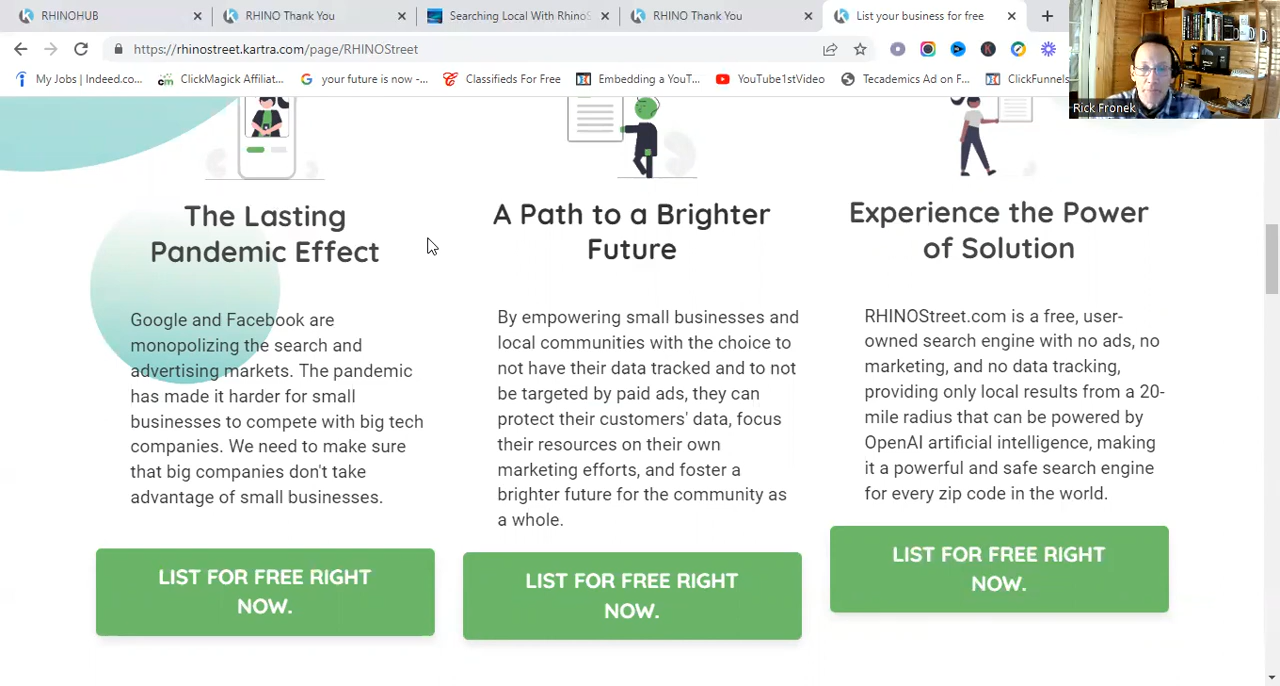 RHINOHUB
RHINO Thank You
Searching Local With RhinoS
RHINO Thank You
List your business for free
https://rhinostreet.kartra.com/page/RHINOStreet
My Jobs | Indeed.co...
ClickMagick Affiliat...
your future is now -...
Classifieds For Free
Embedding a YouT...
YouTube1stVideo
Tecademics Ad on F...
ClickFunnels
Rick Fronek
The Lasting
Pandemic Effect
Google and Facebook are
monopolizing the search and
advertising markets. The pandemic
has made it harder for small
businesses to compete with big tech
companies. We need to make sure
that big companies don't take
advantage of small businesses.
LIST FOR FREE RIGHT
NOW.
A Path to a Brighter
Future
By empowering small businesses and
local communities with the choice to
not have their data tracked and to not
be targeted by paid ads, they can
protect their customers' data, focus
their resources on their own
marketing efforts, and foster a
brighter future for the community as
a whole.
LIST FOR FREE RIGHT
NOW.
Experience the Power
of Solution
RHINOStreet.com is a free, user-
owned search engine with no ads, no
marketing, and no data tracking,
providing only local results from a 20-
mile radius that can be powered by
OpenAI artificial intelligence, making
it a powerful and safe search engine
for every zip code in the world.
LIST FOR FREE RIGHT
NOW.